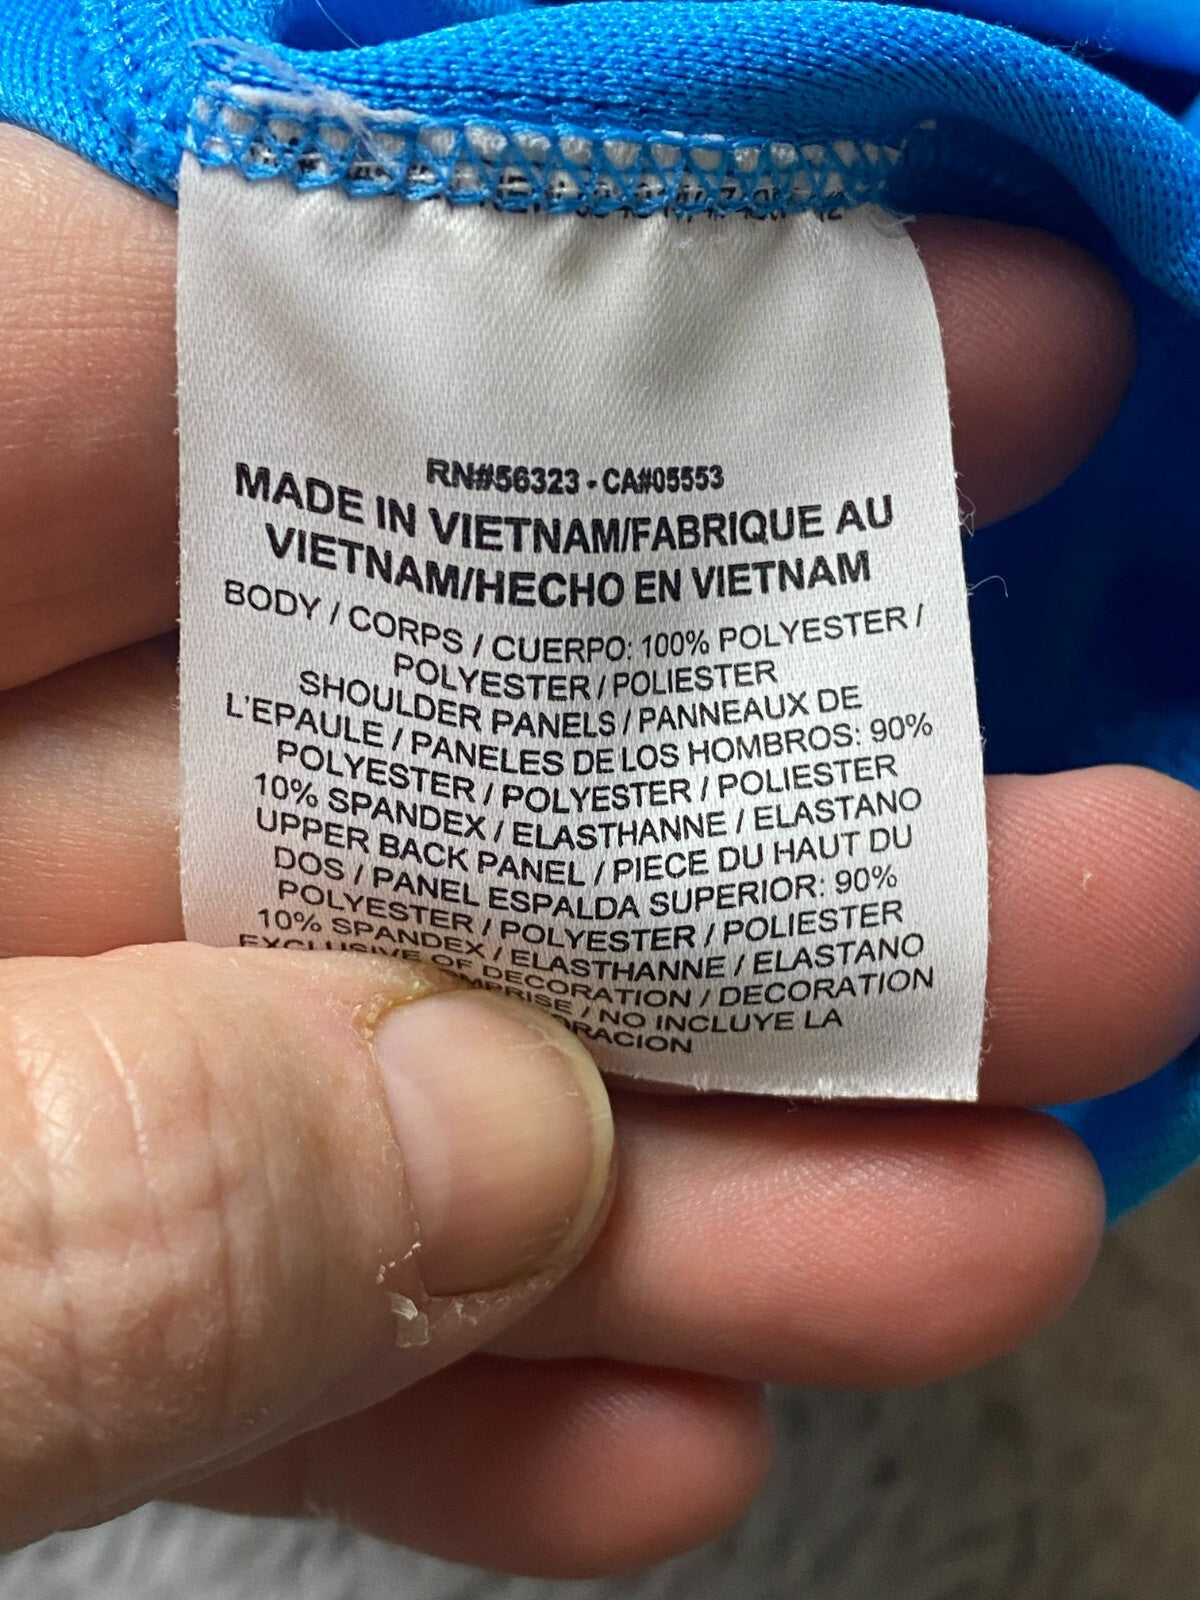 RN#56323 - CA#05553
MADE IN VIETNAM/FABRIQUE AU
VIETNAM/HECHO EN VIETNAM
BODY / CORPS / CUERPO: 100% POLYESTER /
POLYESTER / POLIESTER
SHOULDER PANELS / PANNEAUX DE
L'EPAULE / PANELES DE LOS HOMBROS: 90%
POLYESTER / POLYESTER / POLIESTER
10% SPANDEX / ELASTHANNE / ELASTANO
UPPER BACK PANEL / PIECE DU HAUT DU
DOS / PANEL ESPALDA SUPERIOR: 90%
POLYESTER / POLYESTER / POLIESTER
10% SPANDEX / ELASTHANNE / ELASTANO
EXCLUSIVE OF DECORATION / DECORATION
/ NO INCLUYE LA